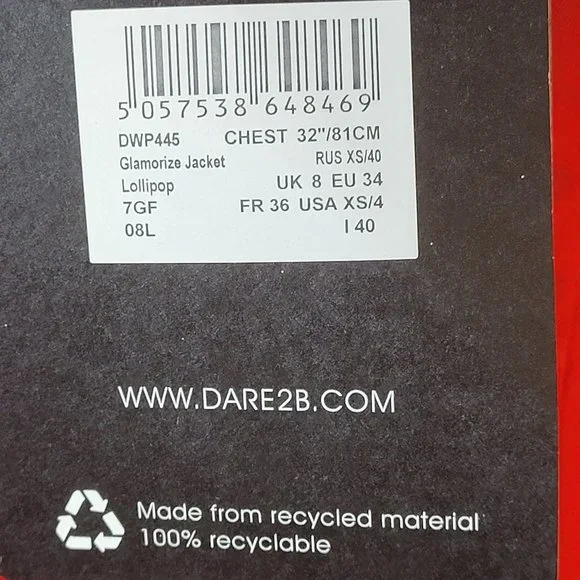 5 057538 648469
DWP445 CHEST 32"/81CM
Glamorize Jacket RUS XS/40
Lollipop UK 8 EU 34
7GF FR 36 USA XS/4
08L I 40
WWW.DARE2B.COM
Made from recycled material
100% recyclable